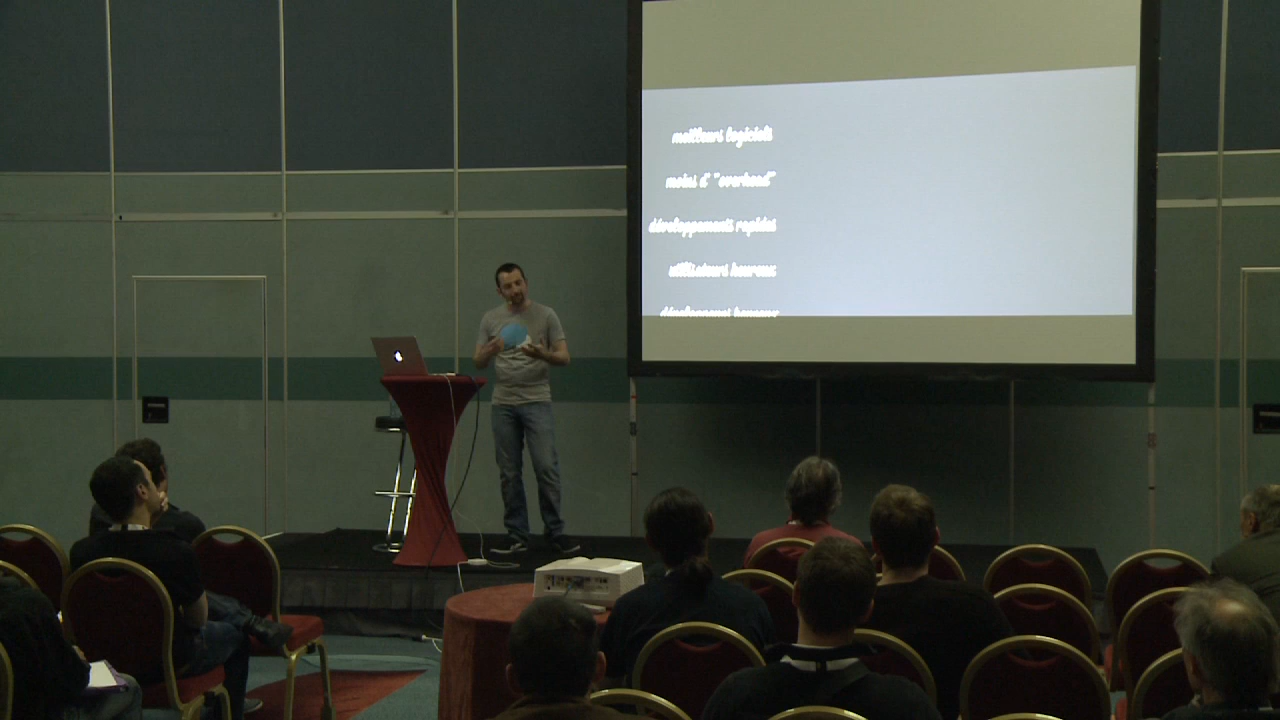 meilleurs logiciels
moins d' "overhead"
développements rapides
utilisateurs heureux